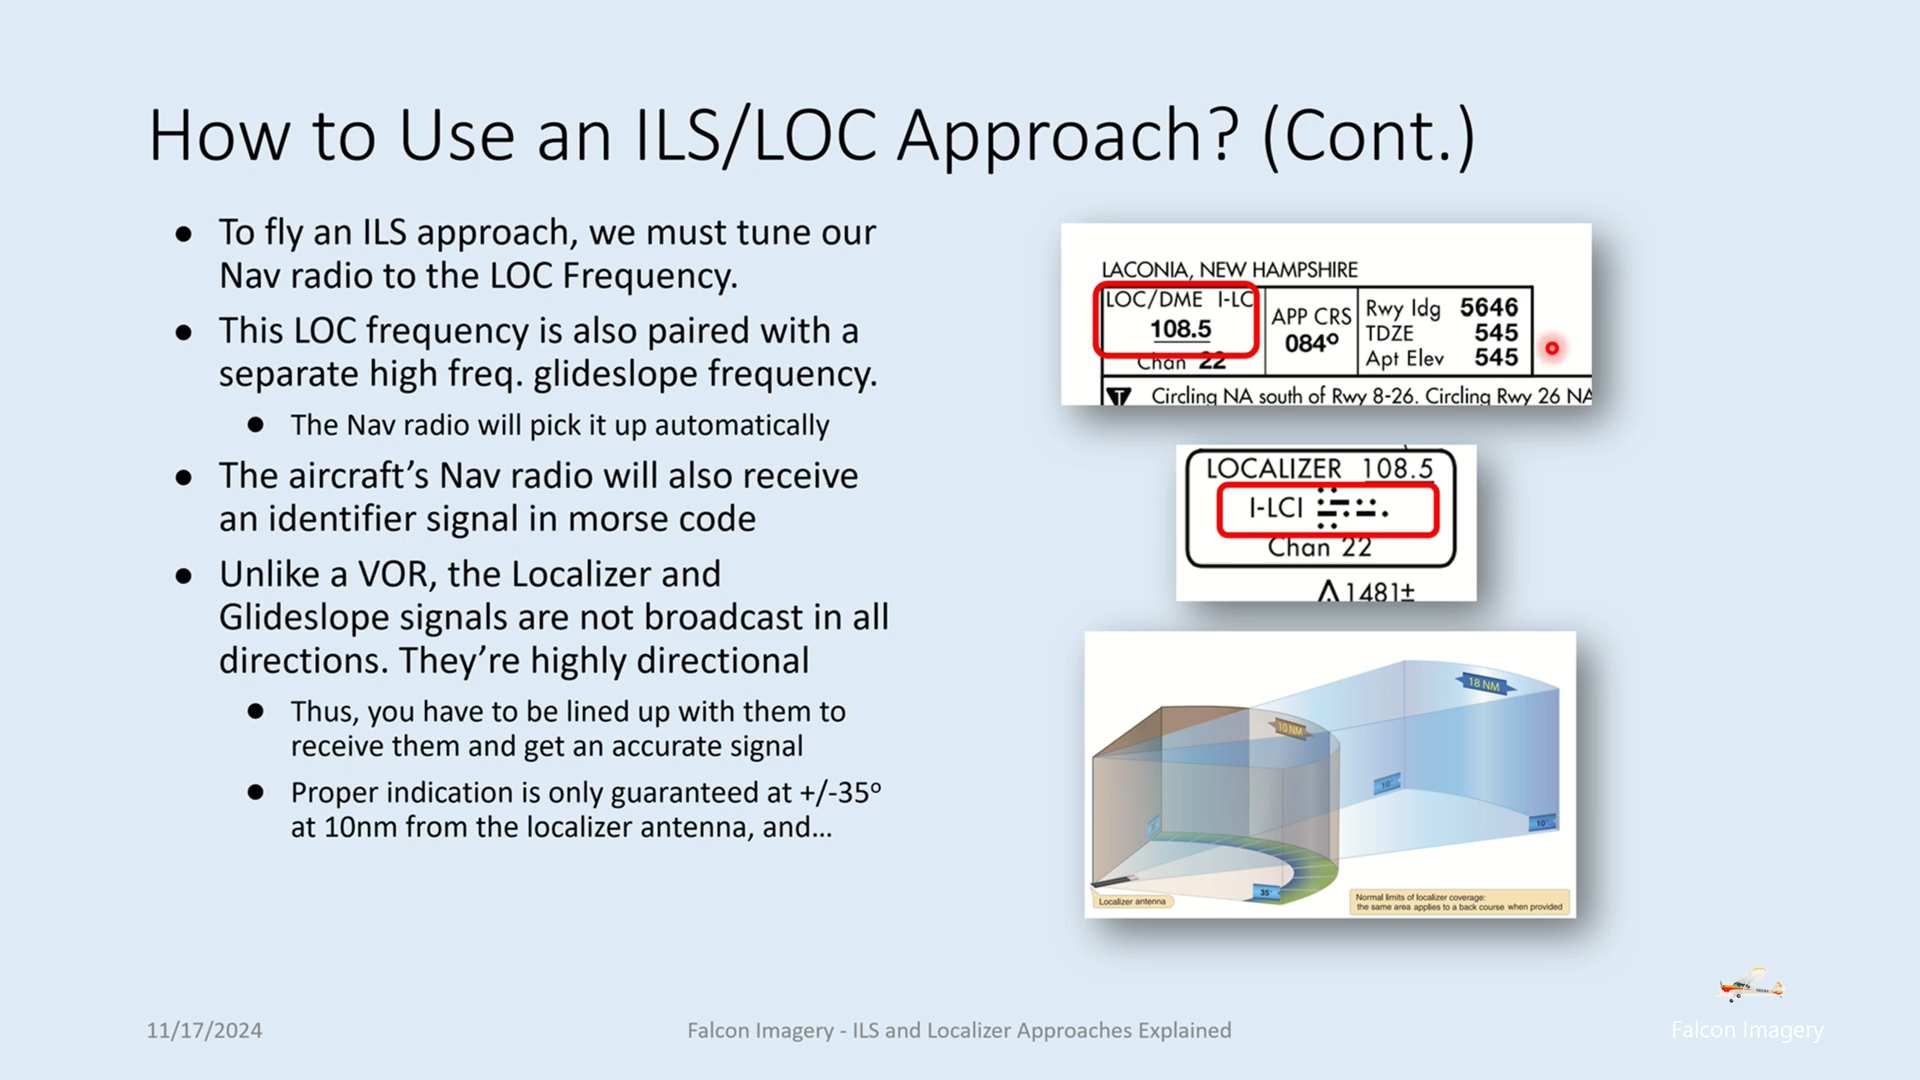 How to Use an ILS/LOC Approach? (Cont.)
● To fly an ILS approach, we must tune our
Nav radio to the LOC Frequency.
● This LOC frequency is also paired with a
separate high freq. glideslope frequency.
● The Nav radio will pick it up automatically
● The aircraft’s Nav radio will also receive
an identifier signal in morse code
● Unlike a VOR, the Localizer and
Glideslope signals are not broadcast in all
directions. They’re highly directional
● Thus, you have to be lined up with them to
receive them and get an accurate signal
● Proper indication is only guaranteed at +/-35º
at 10nm from the localizer antenna, and…
LACONIA, NEW HAMPSHIRE
LOC/DME I-LC
108.5
Chan 22
APP CRS
084º
Rwy ldg 5646
TDZE 545
Apt Elev 545
T Circling NA south of Rwy 8-26. Circling Rwy 26 NA
LOCALIZER 108.5
I-LCI
Chan 22
1481±
18 NM
10 NM
10°
10°
35°
Localizer antenna
Normal limits of localizer coverage:
the same area applies to a back course when provided
11/17/2024
Falcon Imagery - ILS and Localizer Approaches Explained
Falcon Imagery